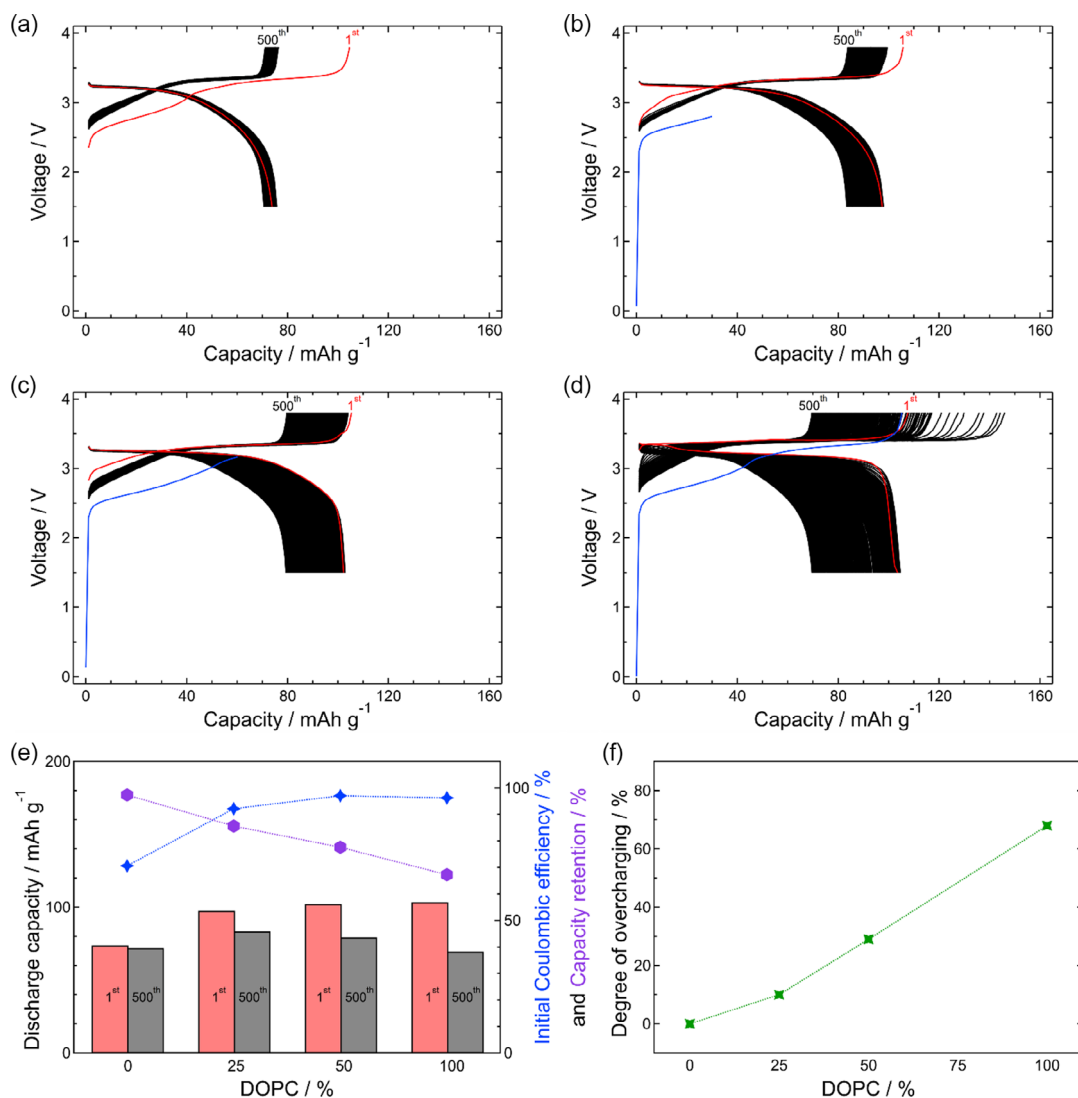 (a)
4
3
2
1
0
Voltage / V
500th
1st
0
40
80
120
160
Capacity / mAh g-1
(b)
4
3
2
1
0
Voltage / V
500th
1st
0
40
80
120
160
Capacity / mAh g-1
(c)
4
3
2
1
0
Voltage / V
500th
1st
0
40
80
120
160
Capacity / mAh g-1
(d)
4
3
2
1
0
Voltage / V
500th
1st
0
40
80
120
160
Capacity / mAh g-1
(e)
200
100
0
Discharge capacity / mAh g-1
1st
500th
1st
500th
1st
500th
1st
500th
0
25
50
100
DOPC / %
100
50
0
Initial Coulombic efficiency / %
and Capacity retention / %
(f)
80
60
40
20
0
Degree of overcharging / %
0
25
50
75
100
DOPC / %